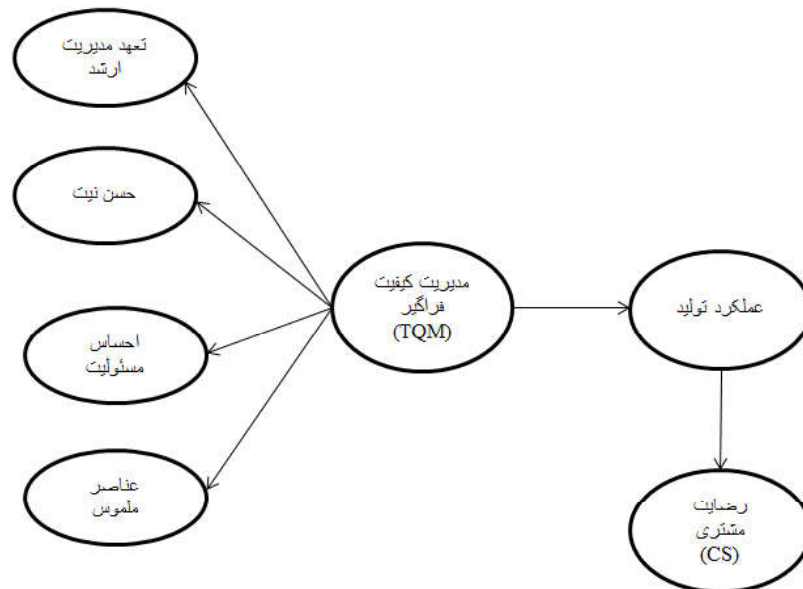 تعهد مدیریت
ارشد
حسن نیت
احساس
مسئولیت
عناصر
ملموس
مدیریت کیفیت
فراگیر
(TQM)
عملکرد تولید
رضایت
مشتری
(CS)